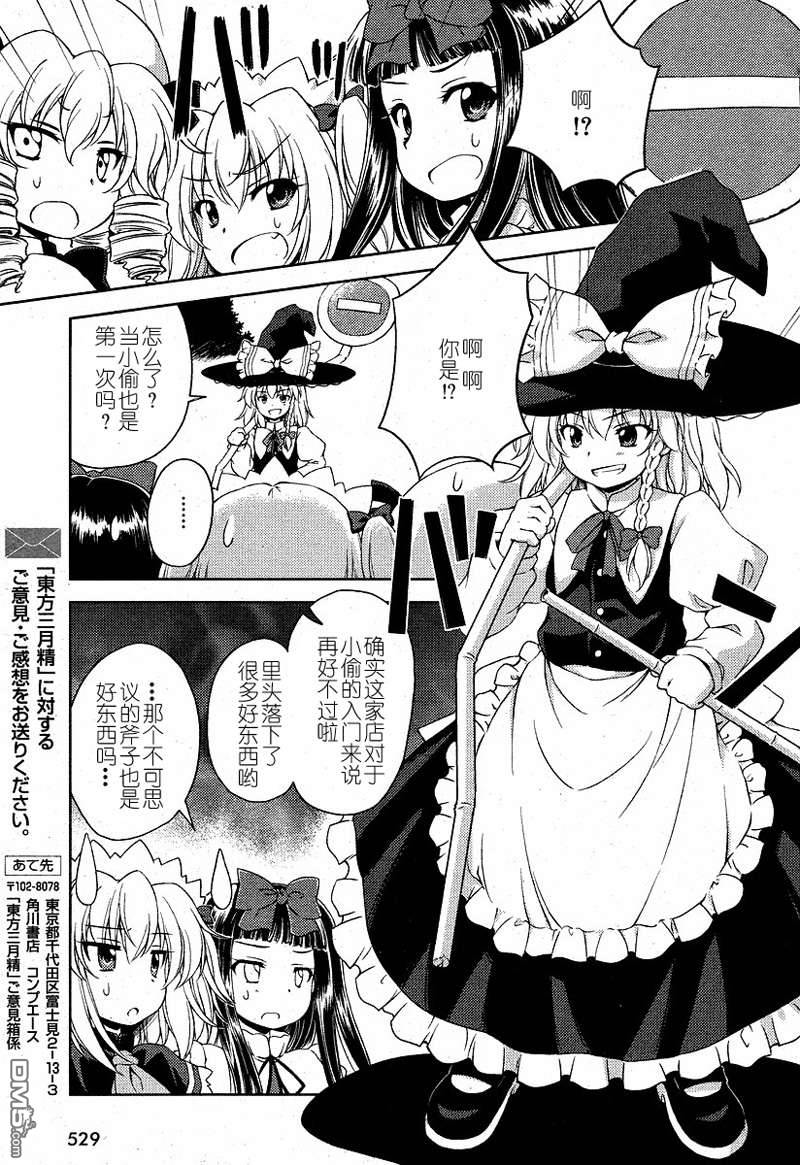 啊
!?
啊啊
你是!?
怎么了？
当小偷也是
第一次吗？
……
确实这家店对于
小偷的入门来说
再好不过啦
里头落下了
很多好东西哟
…那个不可思
议的斧子也是
好东西吗…
「東方三月精」に対する
ご意見・ご感想をお送りください。
あて先
〒102-8078
東京都千代田区富士見2-13-3
角川書店　コンプエース
「東方三月精」ご意見箱係
DM5.com
529